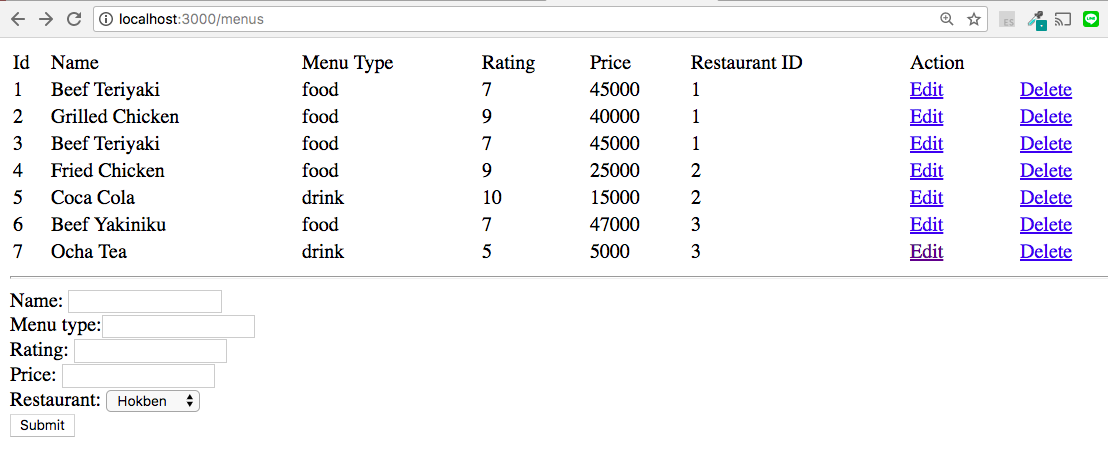 localhost:3000/menus
ES
LINE
Id Name Menu Type Rating Price Restaurant ID Action
1 Beef Teriyaki food 7 45000 1 Edit Delete
2 Grilled Chicken food 9 40000 1 Edit Delete
3 Beef Teriyaki food 7 45000 1 Edit Delete
4 Fried Chicken food 9 25000 2 Edit Delete
5 Coca Cola drink 10 15000 2 Edit Delete
6 Beef Yakiniku food 7 47000 3 Edit Delete
7 Ocha Tea drink 5 5000 3 Edit Delete
Name:
Menu type:
Rating:
Price:
Restaurant: Hokben
Submit